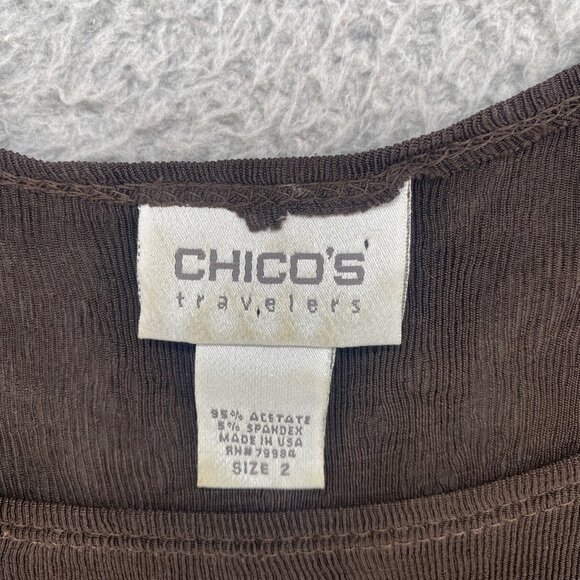 CHICO'S
travelers
95% ACETATE
5% SPANDEX
MADE IN USA
RN# 79984
SIZE 2